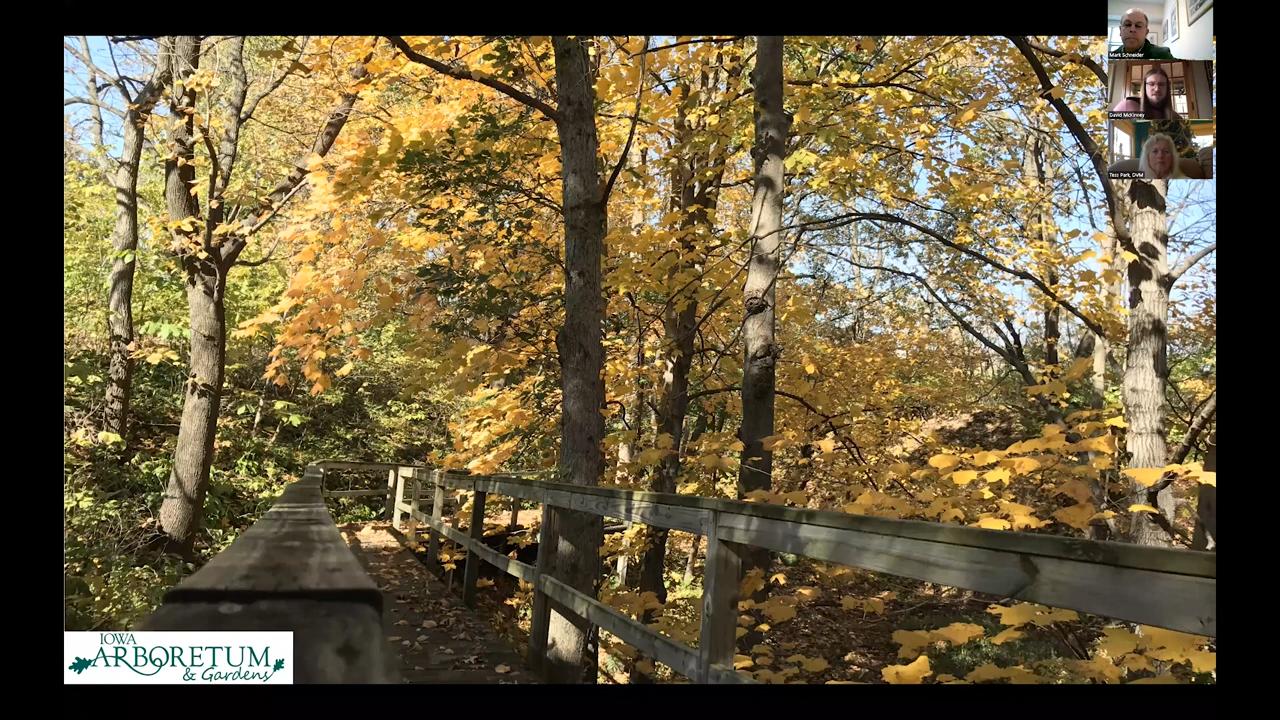 Mark Schneider
David McKinney
Tess Park, DVM
IOWA
ARBORETUM
& Gardens